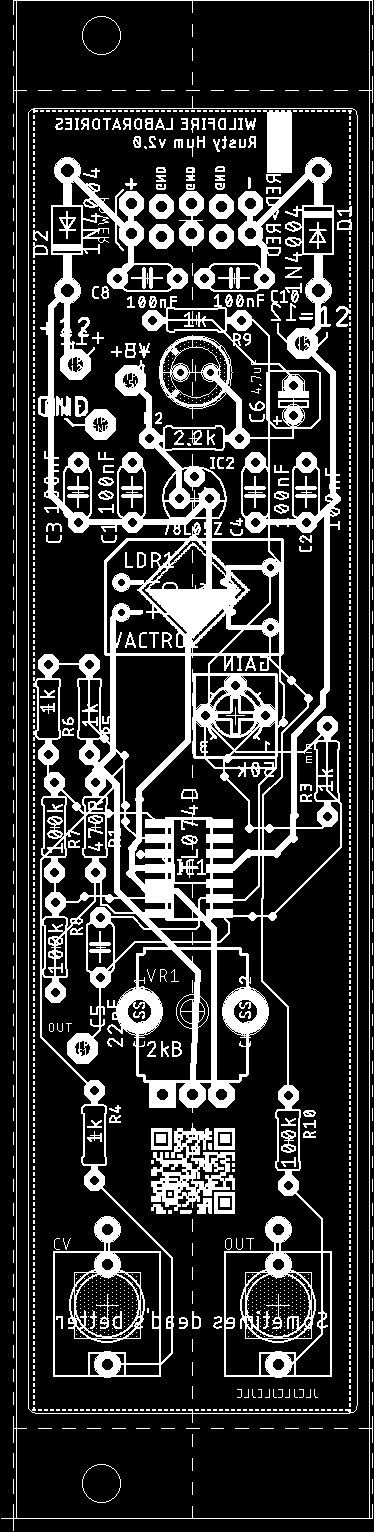 WILDFIRE LABORATORIES
Rusty Hum v2.0
GND
GND
GND
+
-
RED
D2
1N4004
1N4004
D1
C8
100nF
100nF
C10
1k
R9
-12
+12
+8V
4,7uF
C6
GND
2.2k
IC2
C3
100nF
C1
100nF
C4
100nF
C2
100nF
78L08Z
LDR1
VACTROL
GAIN
50k
1k
R6
1k
R5
R3
1k
100k
R7
470R
R1
TL074D
IC1
100k
R8
C5
22pF
VR1
2kB
OUT
R4
1k
R10
100k
CV
OUT
Sometimes dead's better